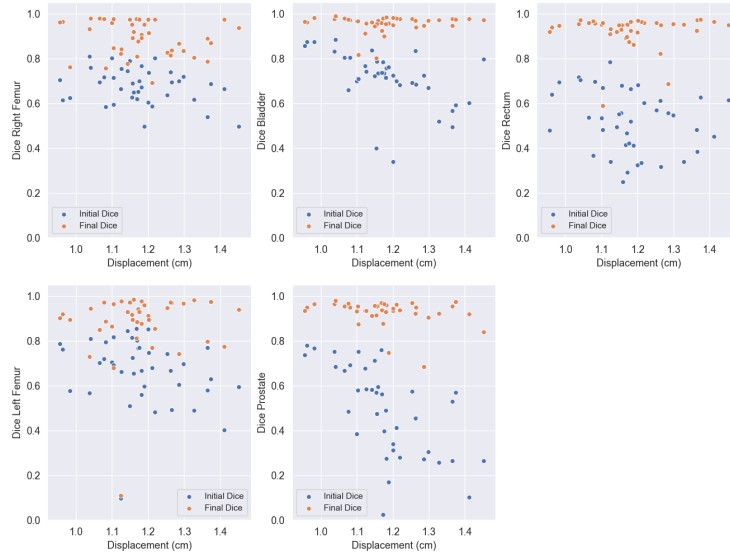 Dice Right Femur
1.0
0.8
0.6
0.4
0.2
0.0
Initial Dice
Final Dice
1.0 1.1 1.2 1.3 1.4
Displacement (cm)
Dice Bladder
1.0
0.8
0.6
0.4
0.2
0.0
Initial Dice
Final Dice
1.0 1.1 1.2 1.3 1.4
Displacement (cm)
Dice Rectum
1.0
0.8
0.6
0.4
0.2
0.0
Initial Dice
Final Dice
1.0 1.1 1.2 1.3 1.4
Displacement (cm)
Dice Left Femur
1.0
0.8
0.6
0.4
0.2
0.0
Initial Dice
Final Dice
1.0 1.1 1.2 1.3 1.4
Displacement (cm)
Dice Prostate
1.0
0.8
0.6
0.4
0.2
0.0
Initial Dice
Final Dice
1.0 1.1 1.2 1.3 1.4
Displacement (cm)